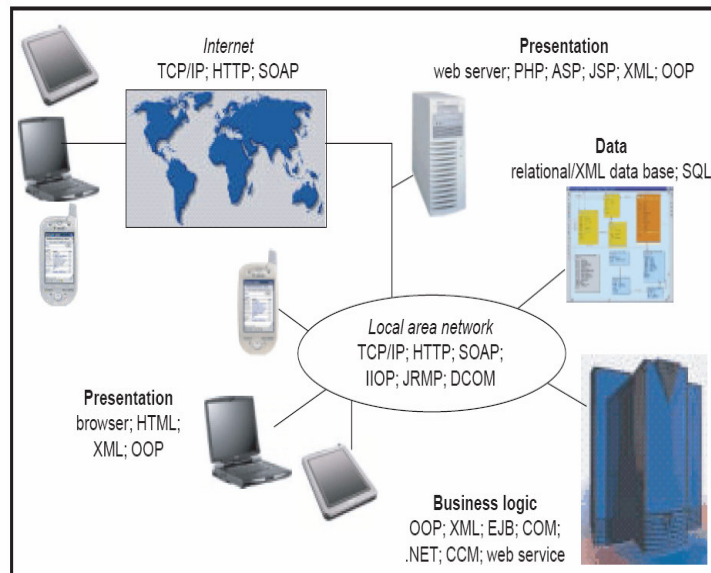 Internet
TCP/IP; HTTP; SOAP
Presentation
web server; PHP; ASP; JSP; XML; OOP
Data
relational/XML data base; SQL
Local area network
TCP/IP; HTTP; SOAP;
IIOP; JRMP; DCOM
Presentation
browser; HTML;
XML; OOP
Business logic
OOP; XML; EJB; COM;
.NET; CCM; web service